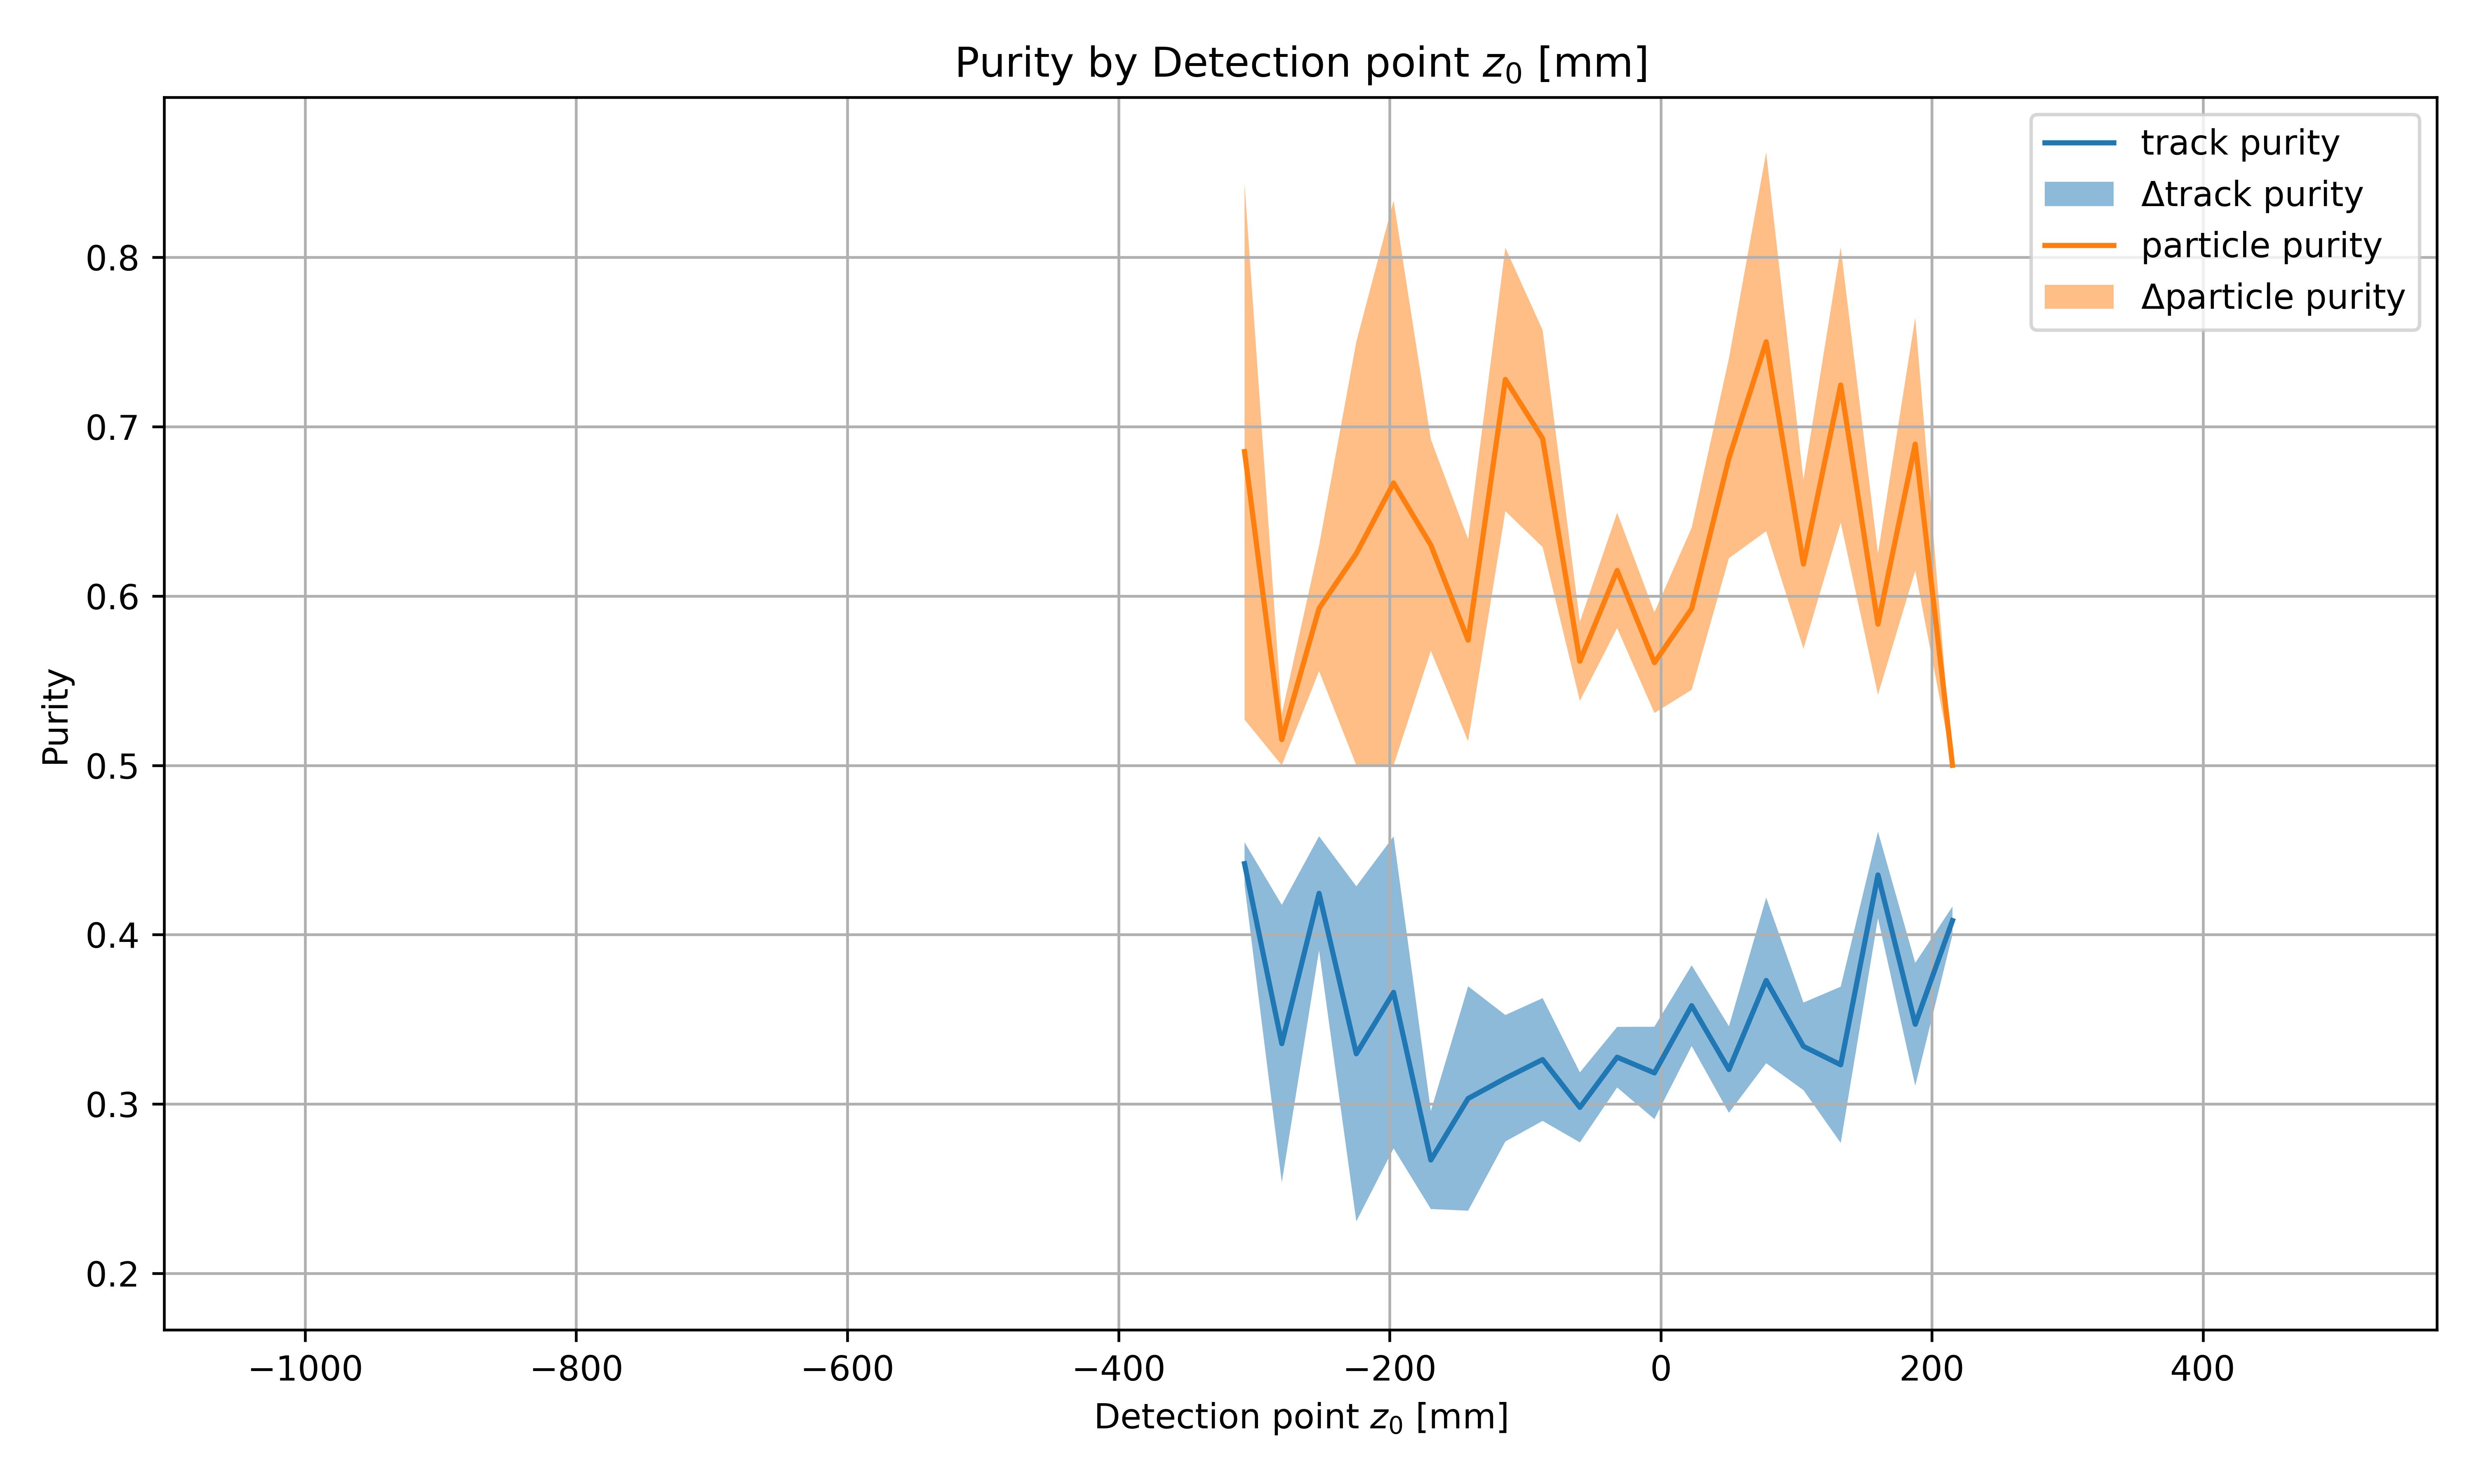 Purity by Detection point z₀ [mm]
track purity
Δtrack purity
particle purity
Δparticle purity
0.8
0.7
0.6
0.5
0.4
0.3
0.2
Purity
−1000 −800 −600 −400 −200 0 200 400
Detection point z₀ [mm]